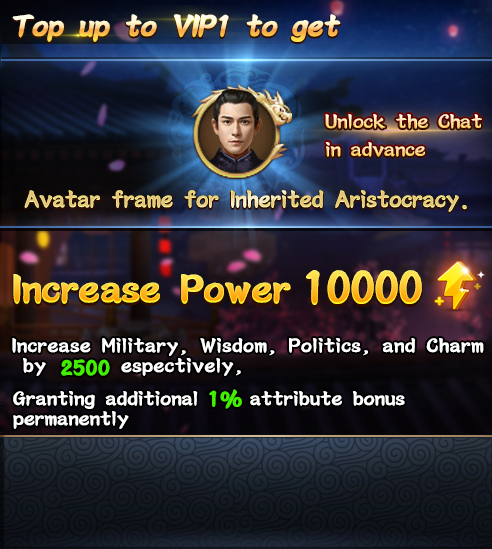 Top up to VIP1 to get
Unlock the Chat
in advance
Avatar frame for Inherited Aristocracy.
Increase Power 10000
Increase Military, Wisdom, Politics, and Charm
by 2500 espectively,
Granting additional 1% attribute bonus
permanently